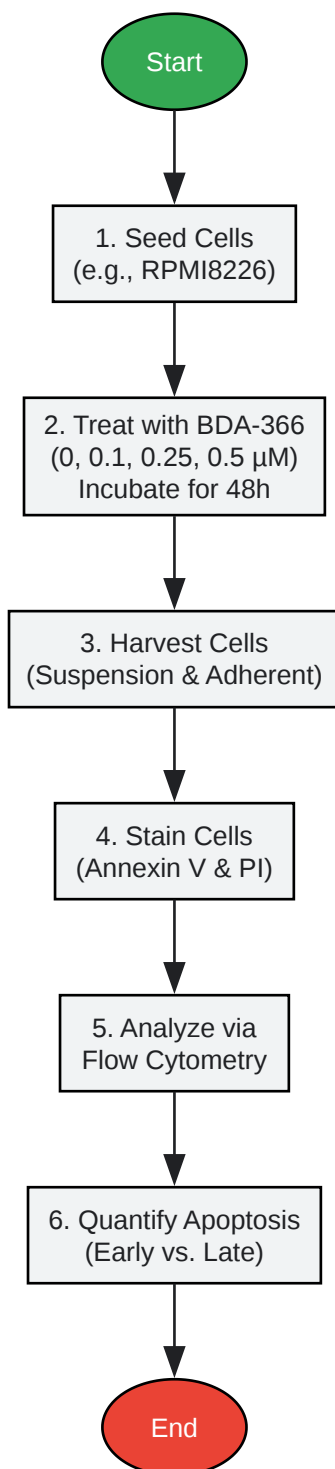 Start
1. Seed Cells
(e.g., RPMI8226)
2. Treat with BDA-366
(0, 0.1, 0.25, 0.5 µM)
Incubate for 48h
3. Harvest Cells
(Suspension & Adherent)
4. Stain Cells
(Annexin V & PI)
5. Analyze via
Flow Cytometry
6. Quantify Apoptosis
(Early vs. Late)
End